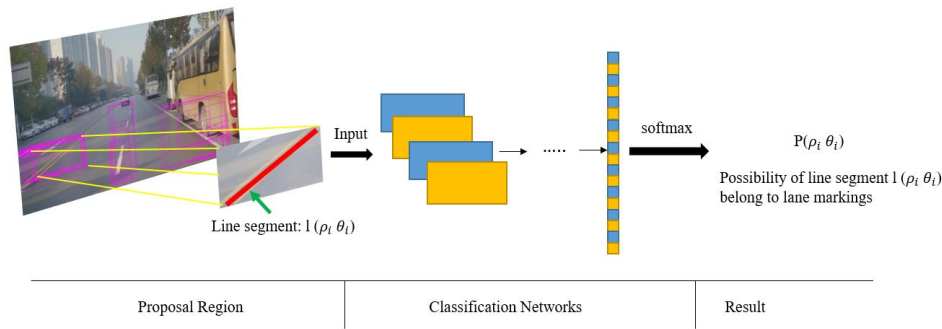 Input
softmax
.....
P(ρᵢ θᵢ)
Possibility of line segment l (ρᵢ θᵢ)
belong to lane markings
Line segment: l (ρᵢ θᵢ)
Proposal Region
Classification Networks
Result